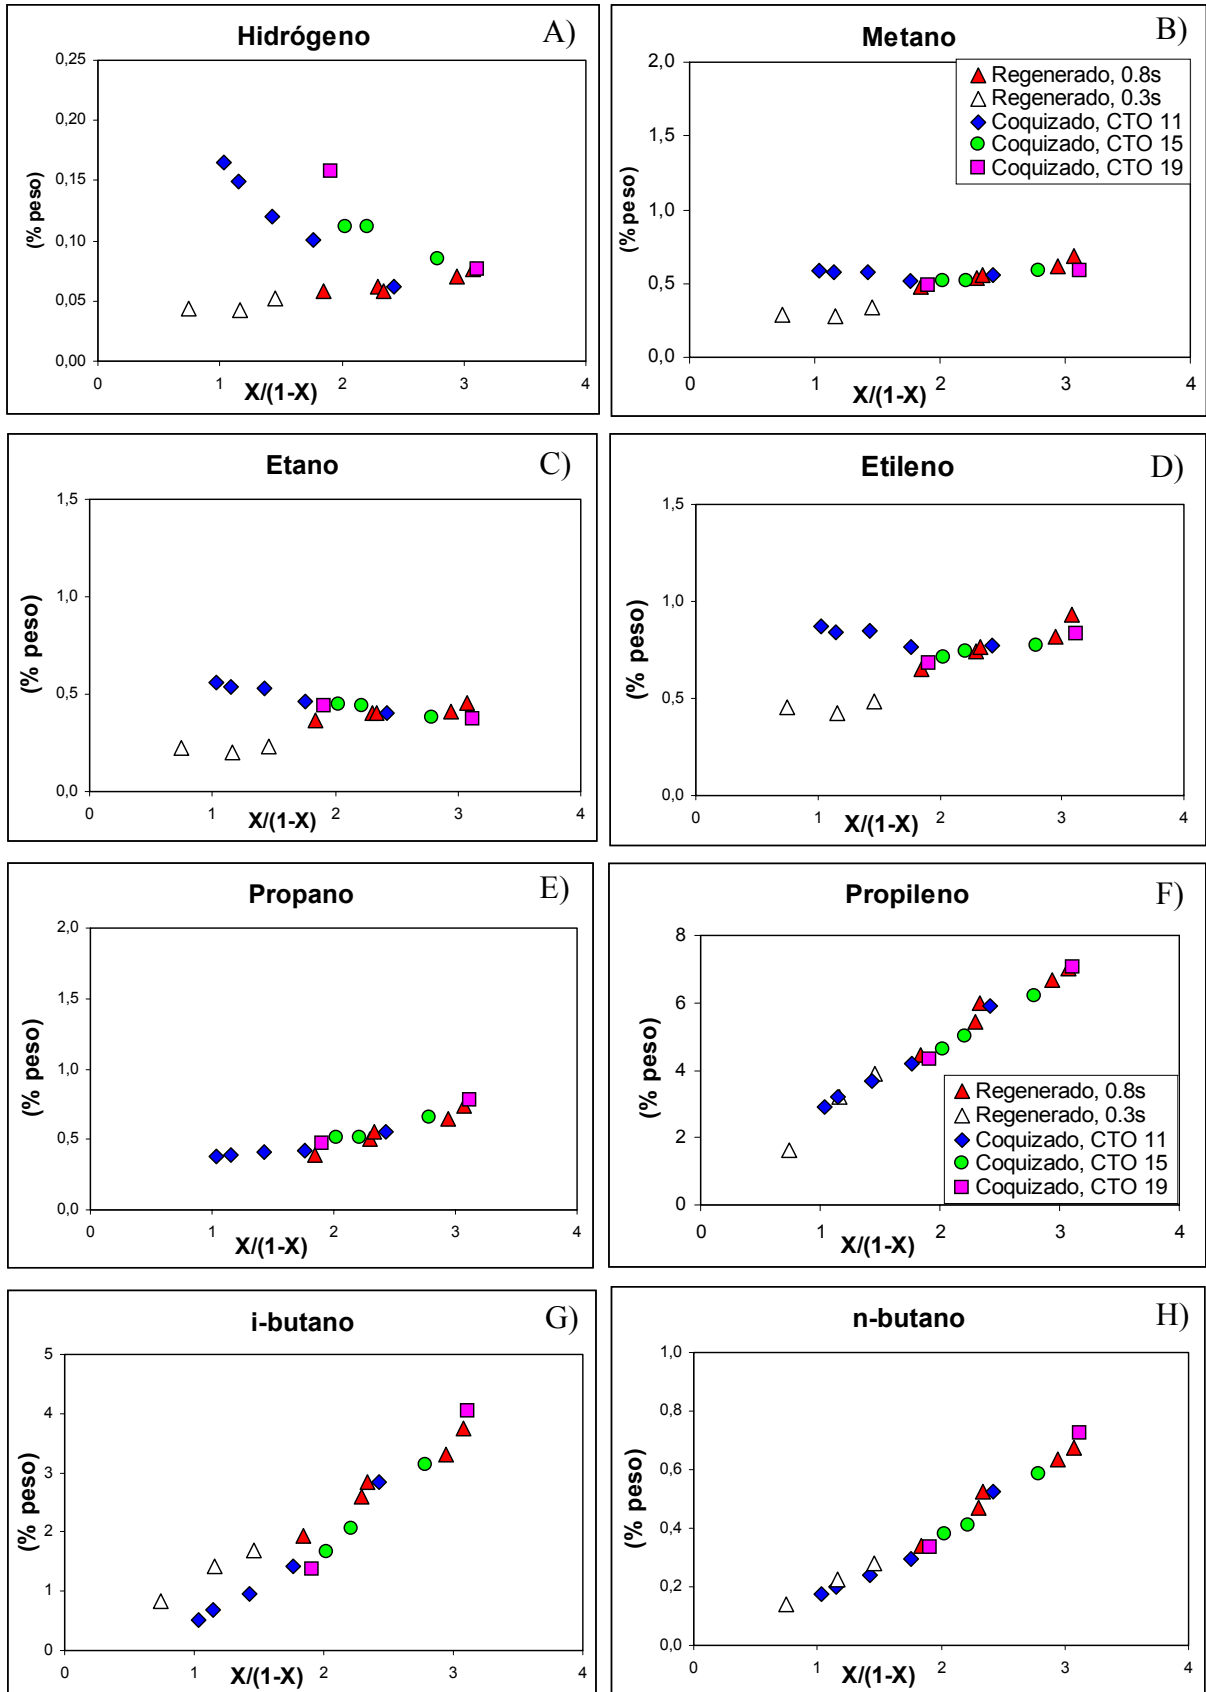 Hidrógeno
A)
0,25
0,20
0,15
0,10
0,05
0,00
(% peso)
0 1 2 3 4
X/(1-X)
Metano
B)
2,0
1,5
1,0
0,5
0,0
(% peso)
Regenerado, 0.8s
Regenerado, 0.3s
Coquizado, CTO 11
Coquizado, CTO 15
Coquizado, CTO 19
0 1 2 3 4
X/(1-X)
Etano
C)
1,5
1,0
0,5
0,0
(% peso)
0 1 2 3 4
X/(1-X)
Etileno
D)
1,5
1,0
0,5
0,0
(% peso)
0 1 2 3 4
X/(1-X)
Propano
E)
2,0
1,5
1,0
0,5
0,0
(% peso)
0 1 2 3 4
X/(1-X)
Propileno
F)
8
6
4
2
0
(% peso)
Regenerado, 0.8s
Regenerado, 0.3s
Coquizado, CTO 11
Coquizado, CTO 15
Coquizado, CTO 19
0 1 2 3 4
X/(1-X)
i-butano
G)
5
4
3
2
1
0
(% peso)
0 1 2 3 4
X/(1-X)
n-butano
H)
1,0
0,8
0,6
0,4
0,2
0,0
(% peso)
0 1 2 3 4
X/(1-X)